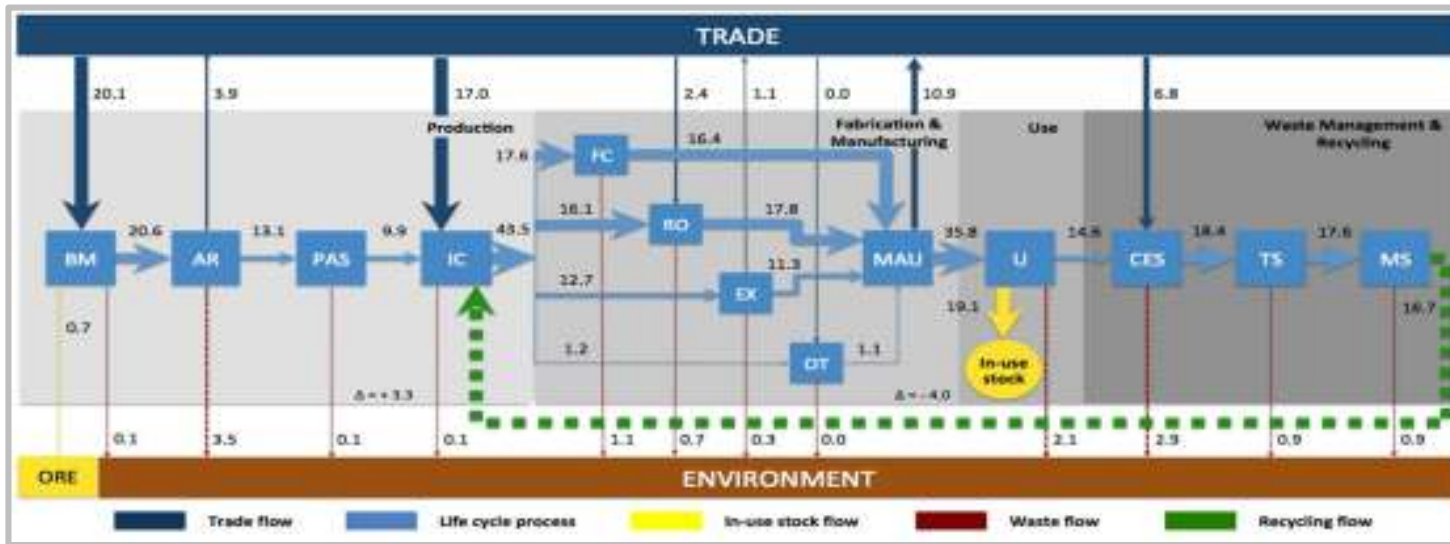 TRADE
20.1
3.9
17.0
2.4
1.1
0.0
10.9
6.8
Production
Fabrication &
Manufacturing
Use
Waste Management &
Recycling
17.6
FC
16.4
16.1
RO
17.8
BM
20.6
AR
13.1
PAS
9.9
IC
43.5
MAU
35.8
U
14.6
CES
18.4
TS
17.6
MS
12.7
EX
11.3
19.1
16.7
0.7
1.2
OT
1.1
In-use
stock
Δ = + 3.3
Δ = - 4.0
0.1
3.5
0.1
0.1
1.1
0.7
0.3
0.0
2.1
2.9
0.9
0.9
ORE
ENVIRONMENT
Trade flow
Life cycle process
In-use stock flow
Waste flow
Recycling flow